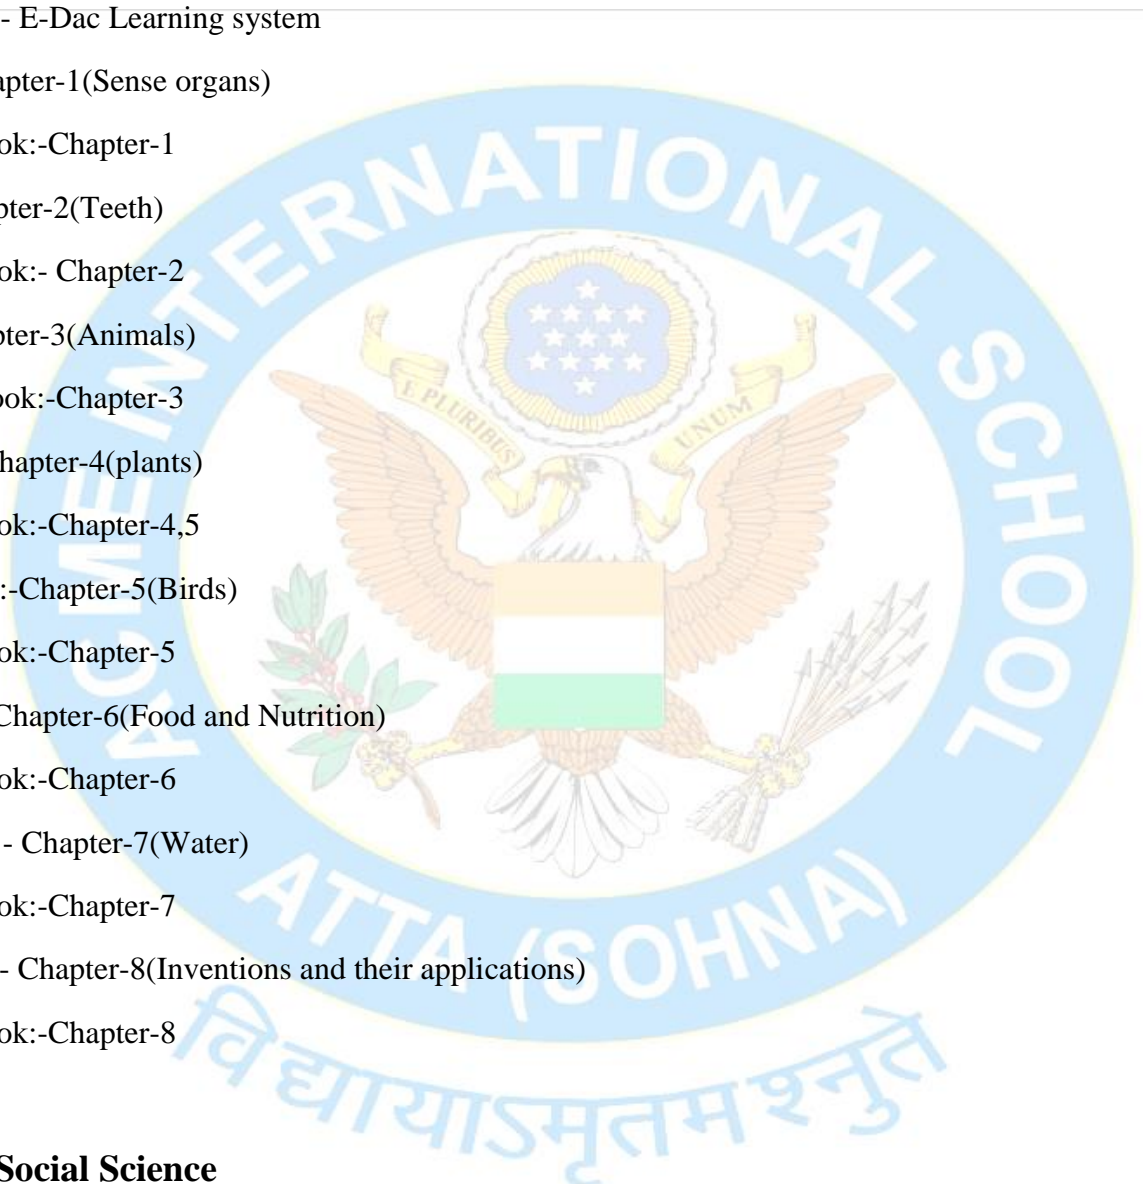 - E-Dac Learning system
apter-1(Sense organs)
ok:-Chapter-1
pter-2(Teeth)
ok:- Chapter-2
pter-3(Animals)
ook:-Chapter-3
hapter-4(plants)
ok:-Chapter-4,5
:-Chapter-5(Birds)
ok:-Chapter-5
Chapter-6(Food and Nutrition)
ok:-Chapter-6
- Chapter-7(Water)
ok:-Chapter-7
- Chapter-8(Inventions and their applications)
ok:-Chapter-8
Social Science
ACME INTERNATIONAL SCHOOL
E PLURIBUS UNUM
ATTA (SOHNA)
विद्यायाऽमृतमश्नुते